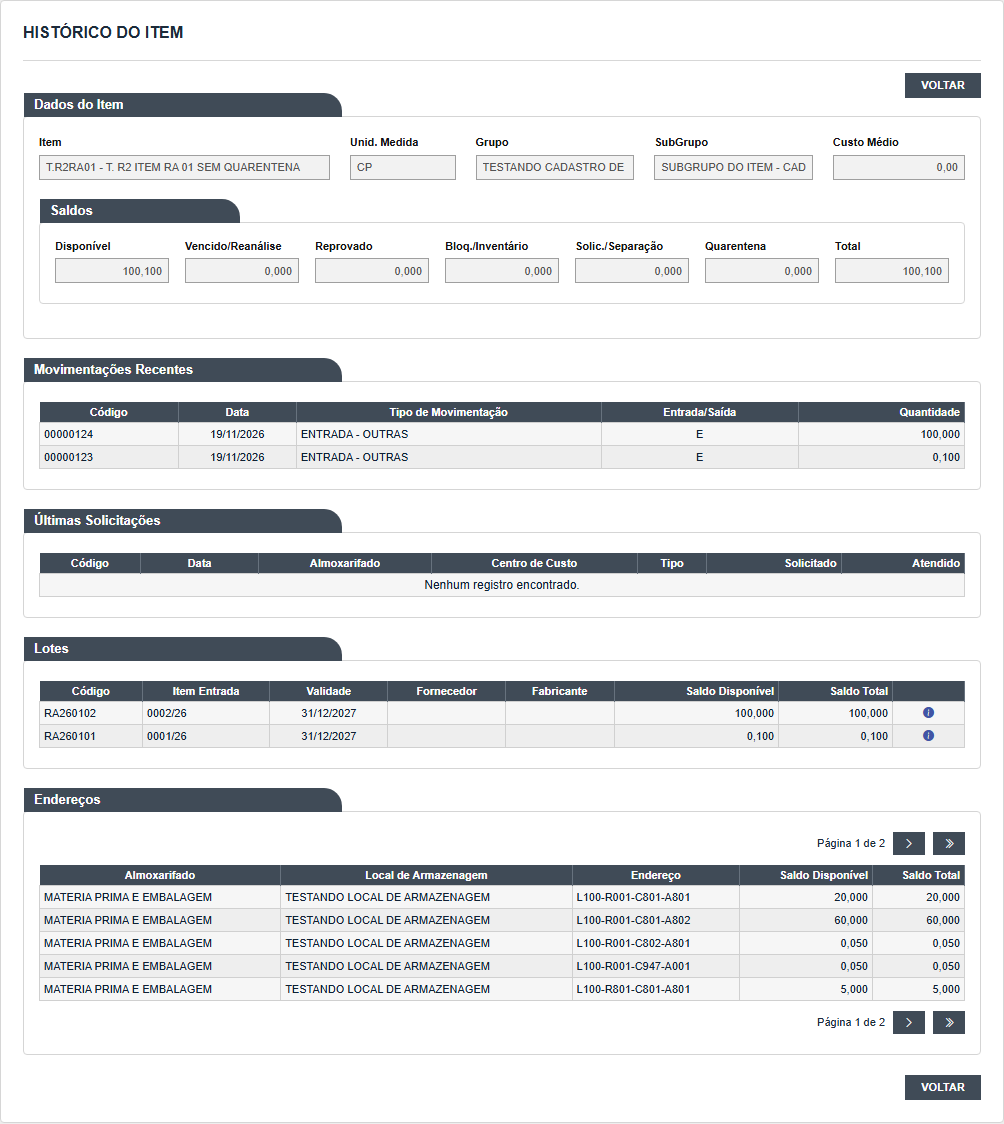 HISTÓRICO DO ITEM
VOLTAR
Dados do Item
Item Unid. Medida Grupo SubGrupo Custo Médio
T.R2RA01 - T. R2 ITEM RA 01 SEM QUARENTENA CP TESTANDO CADASTRO DE SUBGRUPO DO ITEM - CAD 0,00
Saldos
Disponível Vencido/Reanálise Reprovado Bloq./Inventário Solic./Separação Quarentena Total
100,100 0,000 0,000 0,000 0,000 0,000 100,100
Movimentações Recentes
Código Data Tipo de Movimentação Entrada/Saída Quantidade
00000124 19/11/2026 ENTRADA - OUTRAS E 100,000
00000123 19/11/2026 ENTRADA - OUTRAS E 0,100
Últimas Solicitações
Código Data Almoxarifado Centro de Custo Tipo Solicitado Atendido
Nenhum registro encontrado.
Lotes
Código Item Entrada Validade Fornecedor Fabricante Saldo Disponível Saldo Total
RA260102 0002/26 31/12/2027 100,000 100,000
RA260101 0001/26 31/12/2027 0,100 0,100
Endereços
Página 1 de 2
Almoxarifado Local de Armazenagem Endereço Saldo Disponível Saldo Total
MATERIA PRIMA E EMBALAGEM TESTANDO LOCAL DE ARMAZENAGEM L100-R001-C801-A801 20,000 20,000
MATERIA PRIMA E EMBALAGEM TESTANDO LOCAL DE ARMAZENAGEM L100-R001-C801-A802 60,000 60,000
MATERIA PRIMA E EMBALAGEM TESTANDO LOCAL DE ARMAZENAGEM L100-R001-C802-A801 0,050 0,050
MATERIA PRIMA E EMBALAGEM TESTANDO LOCAL DE ARMAZENAGEM L100-R001-C947-A001 0,050 0,050
MATERIA PRIMA E EMBALAGEM TESTANDO LOCAL DE ARMAZENAGEM L100-R801-C801-A801 5,000 5,000
Página 1 de 2
VOLTAR